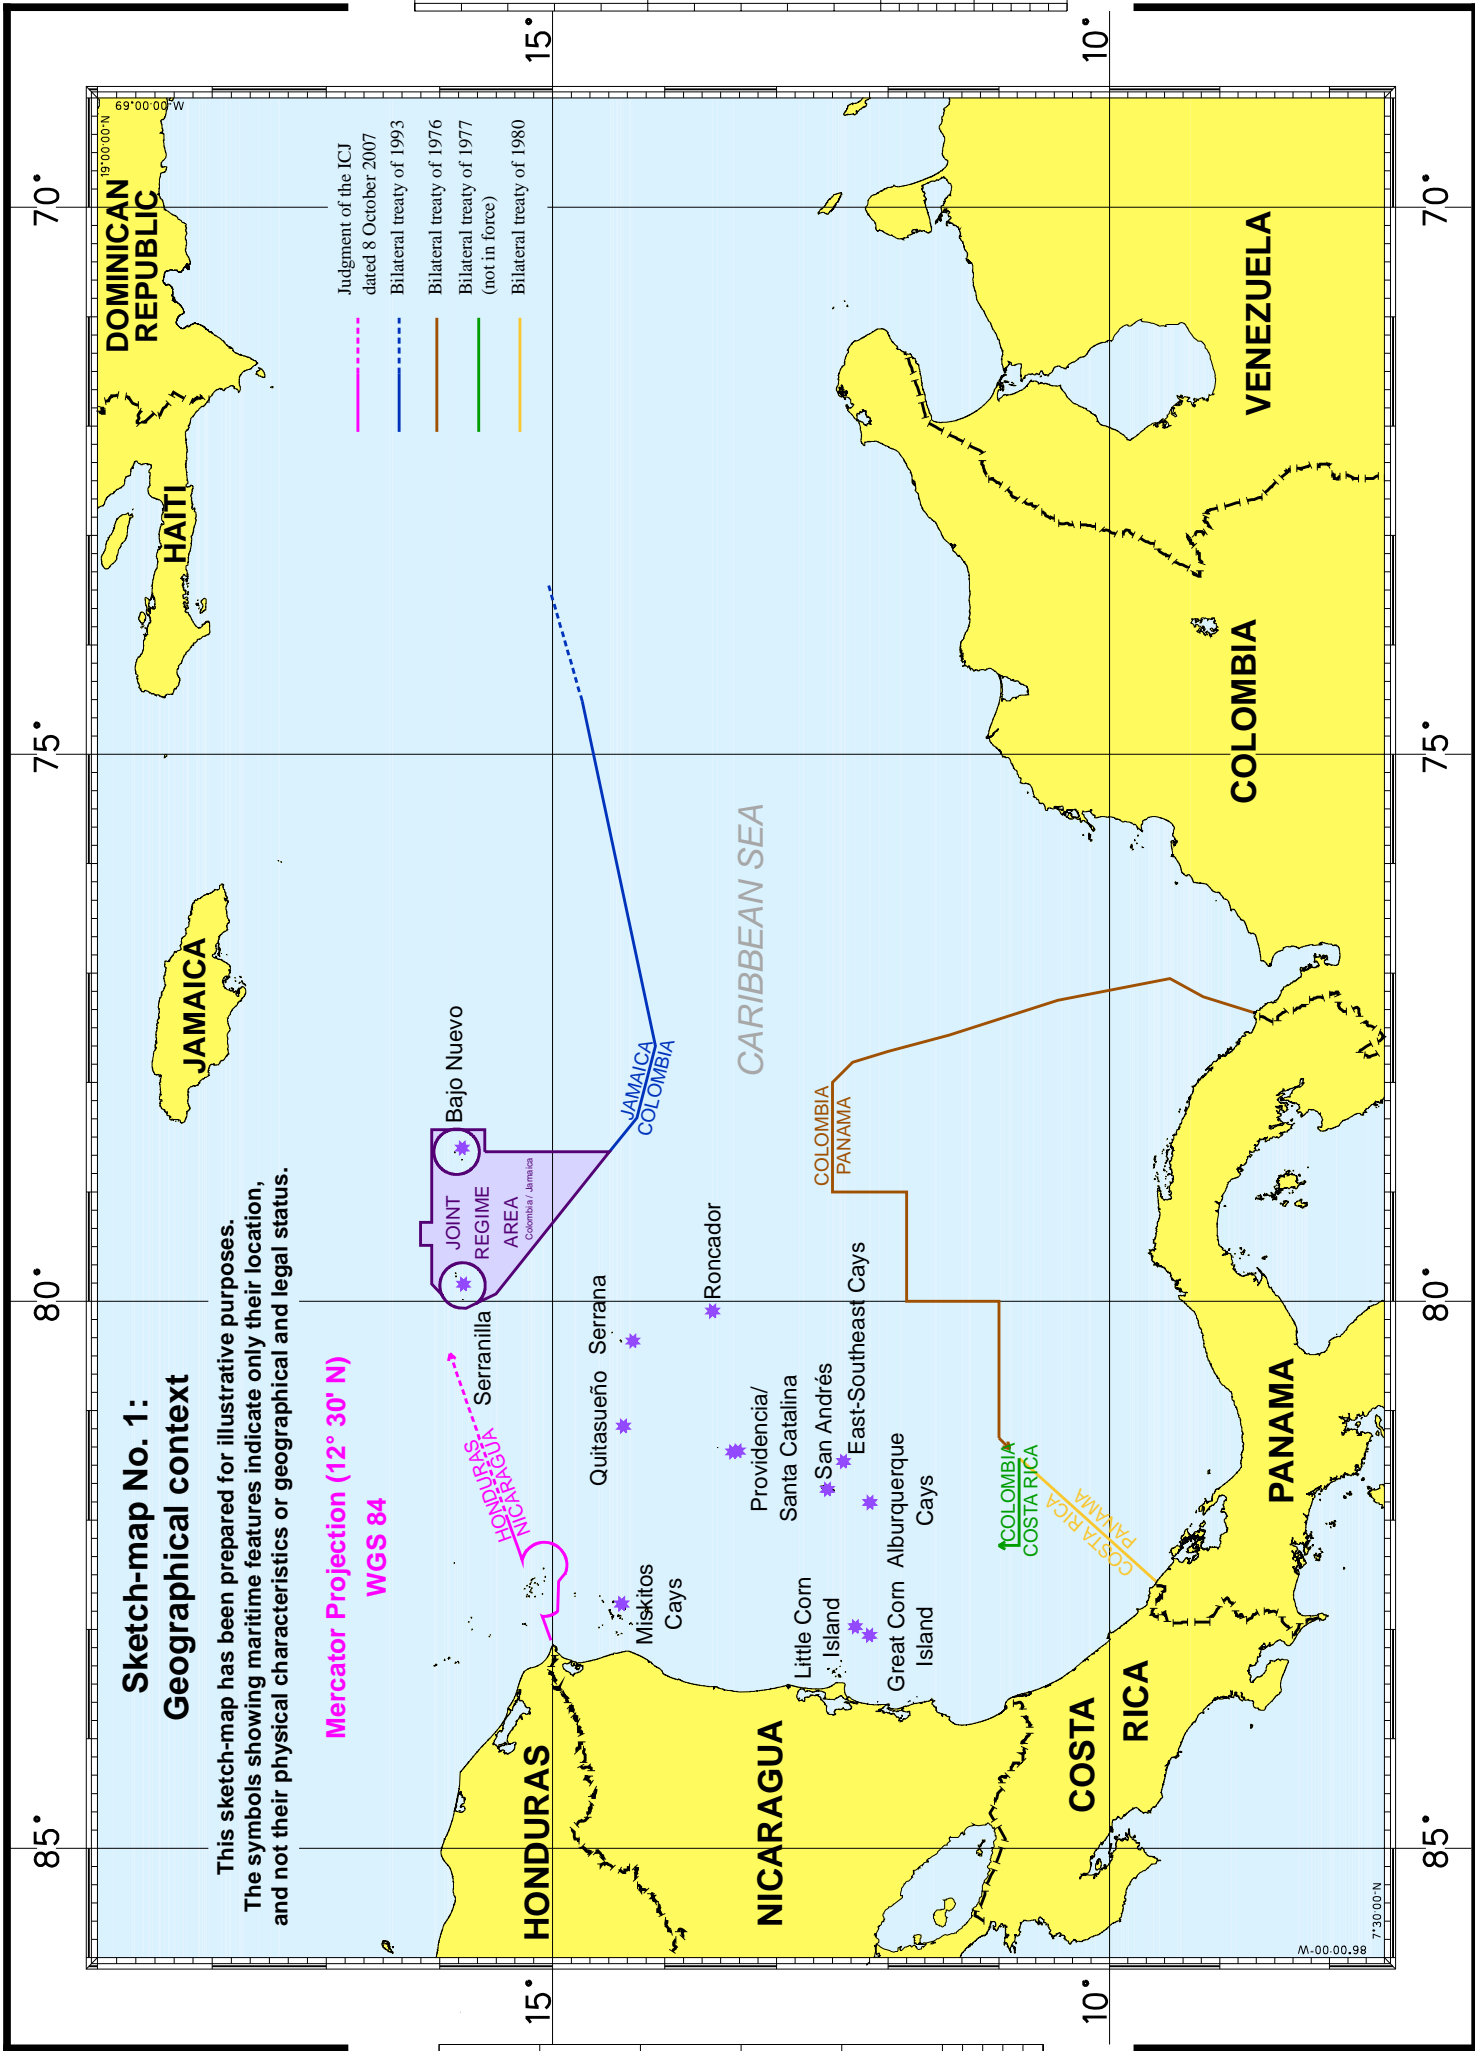 Sketch-map No. 1:
Geographical context
This sketch-map has been prepared for illustrative purposes.
The symbols showing maritime features indicate only their location,
and not their physical characteristics or geographical and legal status.
Mercator Projection (12° 30' N)
WGS 84
85°
80°
75°
70°
15°
10°
15°
10°
85°
80°
75°
70°
19°00'00"N
69°00'00"W
86°00'00"W
7°30'00"N
Judgment of the ICJ
dated 8 October 2007
Bilateral treaty of 1993
Bilateral treaty of 1976
Bilateral treaty of 1977
(not in force)
Bilateral treaty of 1980
DOMINICAN
REPUBLIC
HAITI
JAMAICA
Bajo Nuevo
JOINT
REGIME
AREA
Colombia / Jamaica
Serranilla
JAMAICA
COLOMBIA
HONDURAS
NICARAGUA
Quitasueño
Serrana
Roncador
CARIBBEAN SEA
Miskitos
Cays
Providencia/
Santa Catalina
San Andrés
East-Southeast Cays
Alburquerque
Cays
Little Corn
Island
Great Corn
Island
COLOMBIA
PANAMA
COLOMBIA
COSTA RICA
COSTA RICA
PANAMA
HONDURAS
NICARAGUA
COSTA
RICA
PANAMA
COLOMBIA
VENEZUELA